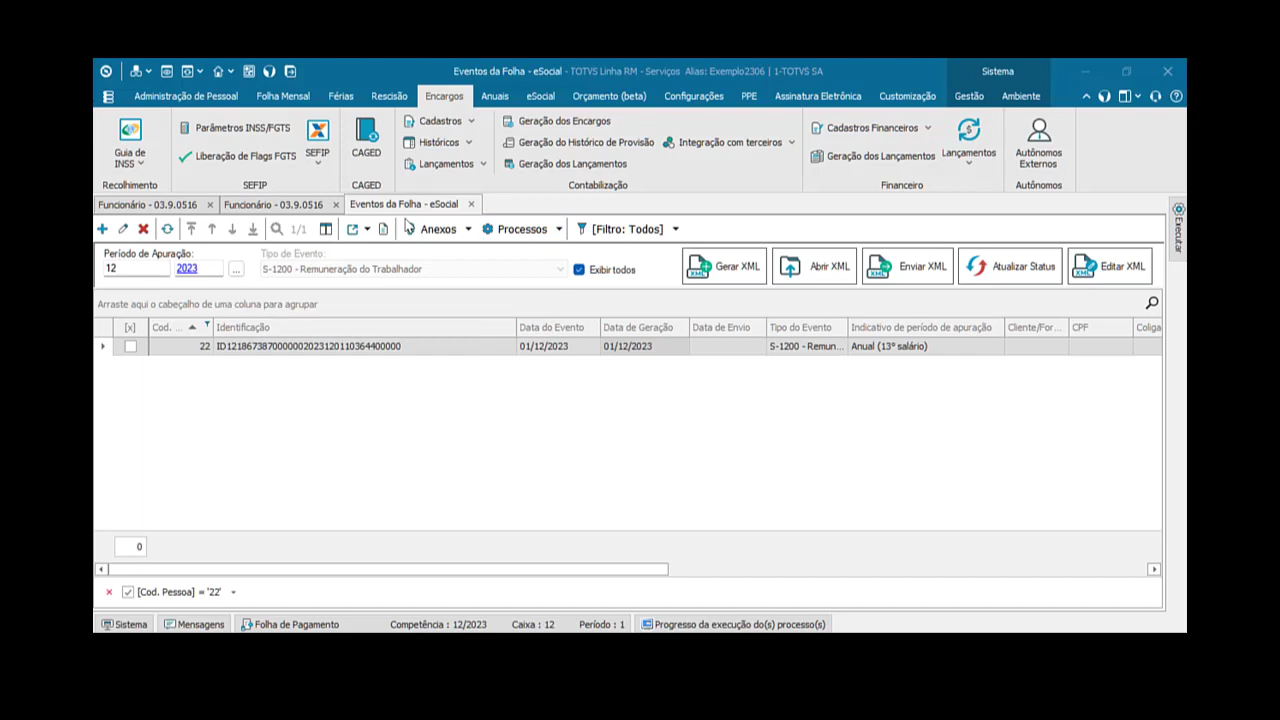 Eventos da Folha - eSocial - TOTVS Linha RM - Serviços Alias: Exemplo2306 | 1-TOTVS SA
Sistema
Administração de Pessoal Folha Mensal Férias Rescisão Encargos Anuais eSocial Orçamento (beta) Configurações PPE Assinatura Eletrônica Customização Gestão Ambiente
Guia de INSS
Recolhimento
Parâmetros INSS/FGTS
Liberação de Flags FGTS
SEFIP
SEFIP
CAGED
CAGED
Cadastros
Históricos
Lançamentos
Geração dos Encargos
Geração do Histórico de Provisão
Integração com terceiros
Geração dos Lançamentos
Contabilização
Cadastros Financeiros
Geração dos Lançamentos
Lançamentos
Financeiro
Autônomos Externos
Autônomos
Funcionário - 03.9.0516 Funcionário - 03.9.0516 Eventos da Folha - eSocial
Executar
1/1 Anexos Processos [Filtro: Todos]
Período de Apuração:
12 2023 ...
Tipo de Evento:
S-1200 - Remuneração do Trabalhador
Exibir todos
Gerar XML Abrir XML Enviar XML Atualizar Status Editar XML
Arraste aqui o cabeçalho de uma coluna para agrupar
[x] Cod. ... Identificação Data do Evento Data de Geração Data de Envio Tipo do Evento Indicativo de período de apuração Cliente/For... CPF Coliga
22 ID1218673870000002023120110364400000 01/12/2023 01/12/2023 S-1200 - Remun... Anual (13º salário)
0
[Cod. Pessoa] = '22'
Sistema Mensagens Folha de Pagamento Competência : 12/2023 Caixa : 12 Período : 1 Progresso da execução do(s) processo(s)